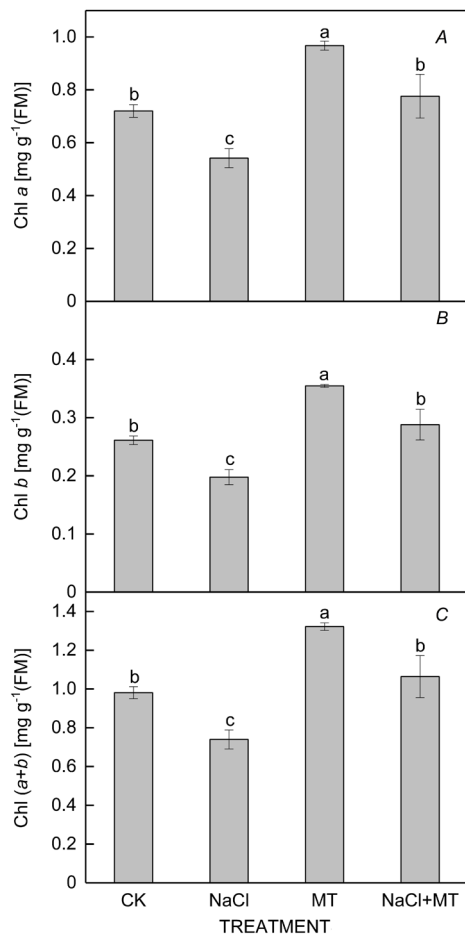 A
Chl a [mg g⁻¹(FM)]
1.0
0.8
0.6
0.4
0.2
0
b
c
a
b
B
Chl b [mg g⁻¹(FM)]
0.4
0.3
0.2
0.1
0
b
c
a
b
C
Chl (a+b) [mg g⁻¹(FM)]
1.4
1.2
1.0
0.8
0.6
0.4
0.2
0
b
c
a
b
CK NaCl MT NaCl+MT
TREATMENT